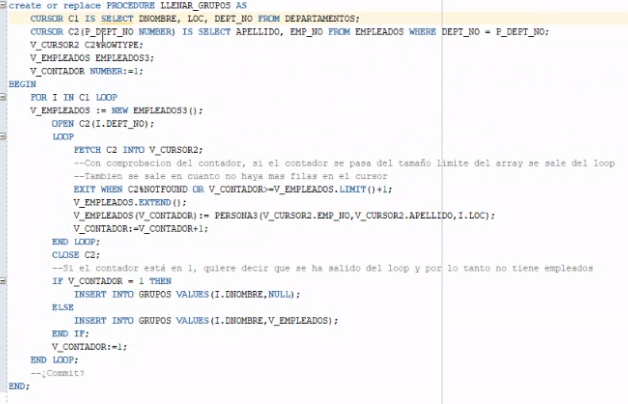 create or replace PROCEDURE LLENAR_GRUPOS AS
CURSOR C1 IS SELECT DNOMBRE, LOC, DEPT_NO FROM DEPARTAMENTOS;
CURSOR C2(P_DEPT_NO NUMBER) IS SELECT APELLIDO, EMP_NO FROM EMPLEADOS WHERE DEPT_NO = P_DEPT_NO;
V_CURSOR2 C2%ROWTYPE;
V_EMPLEADOS EMPLEADOS3;
V_CONTADOR NUMBER:=1;
BEGIN
FOR I IN C1 LOOP
V_EMPLEADOS := NEW EMPLEADOS3();
OPEN C2(I.DEPT_NO);
LOOP
FETCH C2 INTO V_CURSOR2;
--Con comprobacion del contador, si el contador se pasa del tamaño limite del array se sale del loop
--Tambien se sale en cuanto no haya mas filas en el cursor
EXIT WHEN C2%NOTFOUND OR V_CONTADOR>=V_EMPLEADOS.LIMIT()+1;
V_EMPLEADOS.EXTEND();
V_EMPLEADOS(V_CONTADOR):= PERSONA3(V_CURSOR2.EMP_NO,V_CURSOR2.APELLIDO,I.LOC);
V_CONTADOR:=V_CONTADOR+1;
END LOOP;
CLOSE C2;
--Si el contador está en 1, quiere decir que se ha salido del loop y por lo tanto no tiene empleados
IF V_CONTADOR = 1 THEN
INSERT INTO GRUPOS VALUES(I.DNOMBRE,NULL);
ELSE
INSERT INTO GRUPOS VALUES(I.DNOMBRE,V_EMPLEADOS);
END IF;
V_CONTADOR:=1;
END LOOP;
--¿Commit?
END;